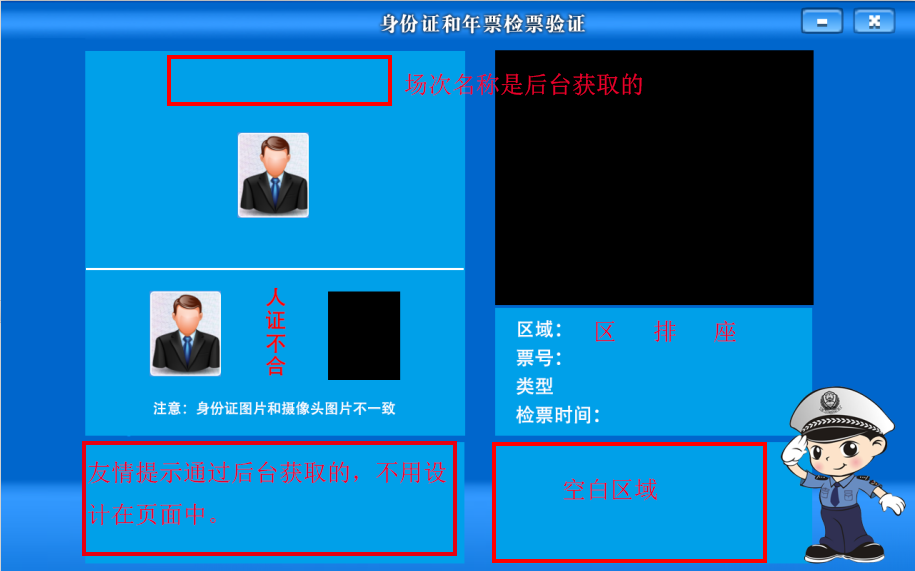 身份证和年票检票验证
场次名称是后台获取的
人
证
不
合
注意：身份证图片和摄像头图片不一致
区域： 区 排 座
票号：
类型
检票时间：
友情提示通过后台获取的，不用设
计在页面中。
空白区域